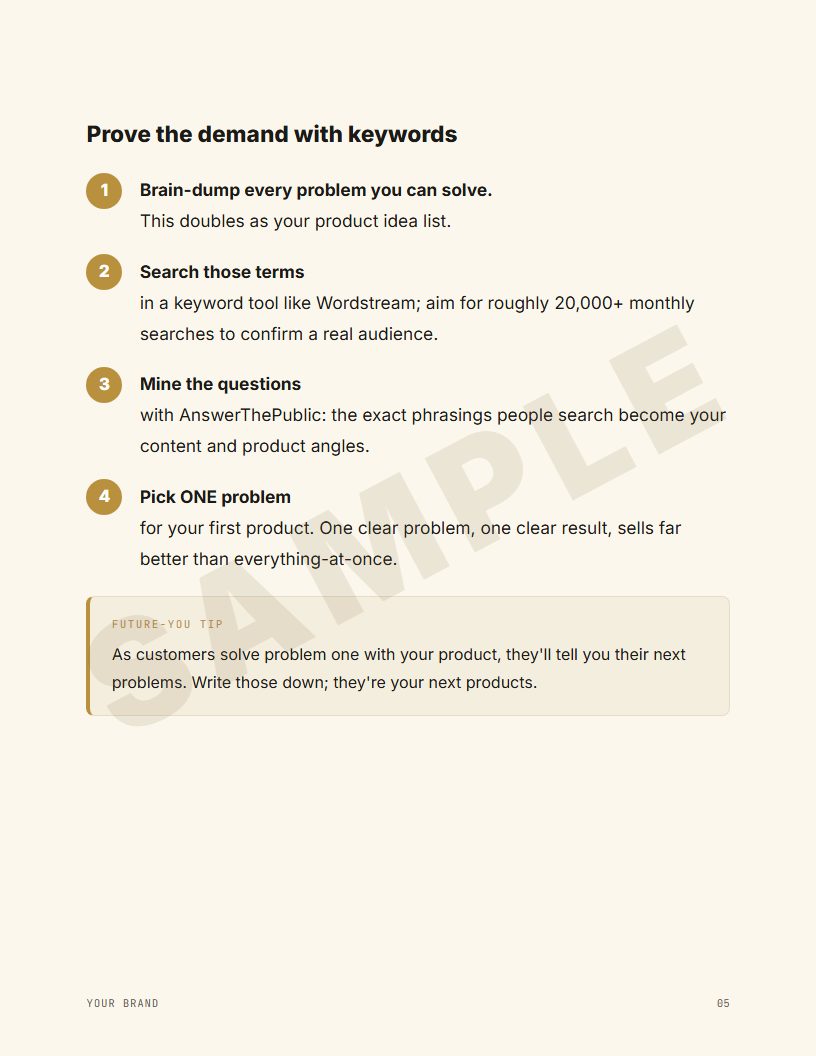 Prove the demand with keywords
1 Brain-dump every problem you can solve.
This doubles as your product idea list.
2 Search those terms
in a keyword tool like Wordstream; aim for roughly 20,000+ monthly
searches to confirm a real audience.
3 Mine the questions
with AnswerThePublic: the exact phrasings people search become your
content and product angles.
4 Pick ONE problem
for your first product. One clear problem, one clear result, sells far
better than everything-at-once.
FUTURE-YOU TIP
As customers solve problem one with your product, they'll tell you their next
problems. Write those down; they're your next products.
SAMPLE
YOUR BRAND 05